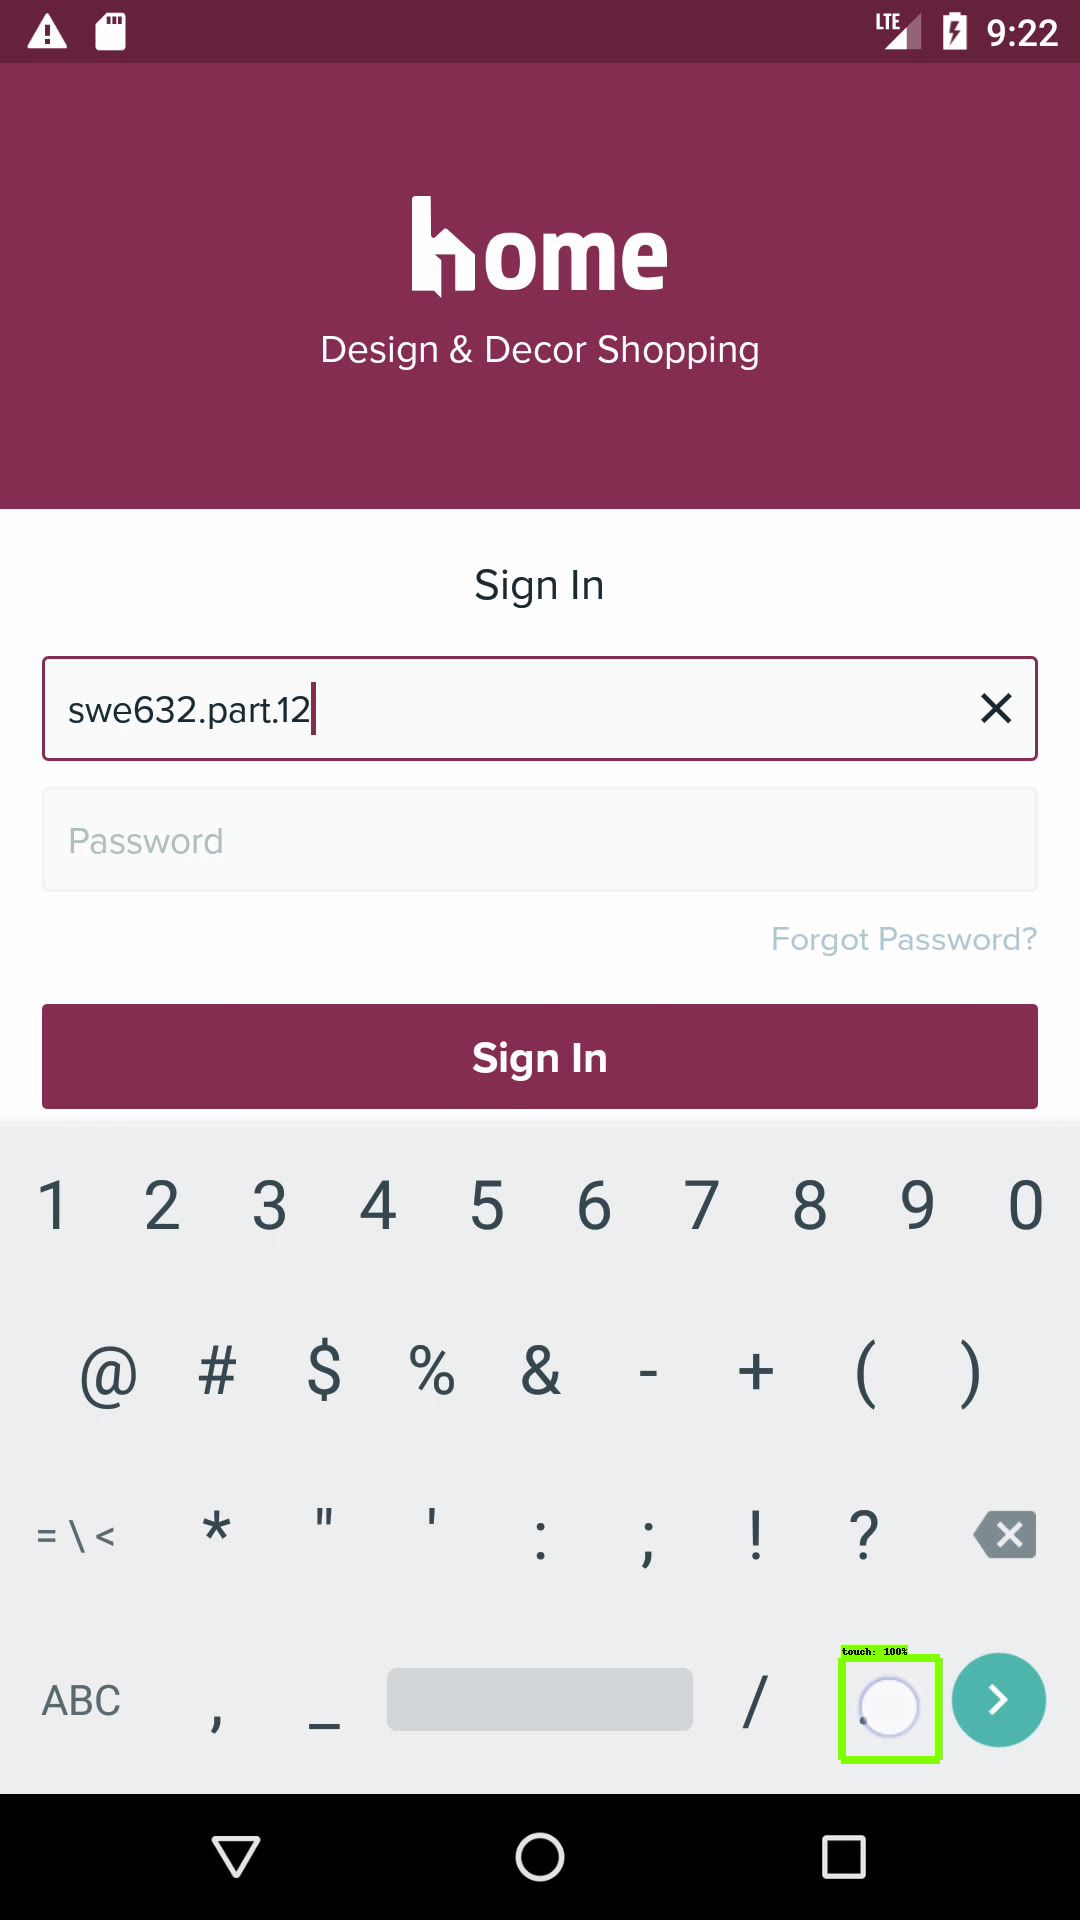 LTE 9:22
home
Design & Decor Shopping
Sign In
swe632.part.12
Password
Forgot Password?
Sign In
1 2 3 4 5 6 7 8 9 0
@ # $ % & - + ( )
= \ < * " ' : ; ! ?
touch: 100%
ABC , _ / .